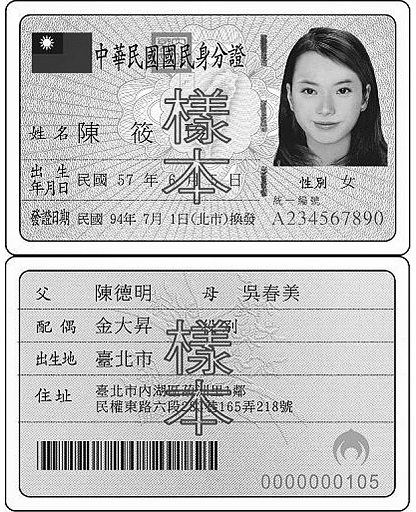 中華民國國民身分證
樣本
姓名 陳 筱
出生年月日 民國 57 年 6 月 日
性別 女
統一編號
發證日期 民國 94年 7月 1日(北市)換發 A234567890
父 陳德明 母 吳春美
配偶 金大昇 役別
樣本
出生地 臺北市
住址 臺北市內湖區 1鄰
民權東路六段 巷165弄218號
0000000105